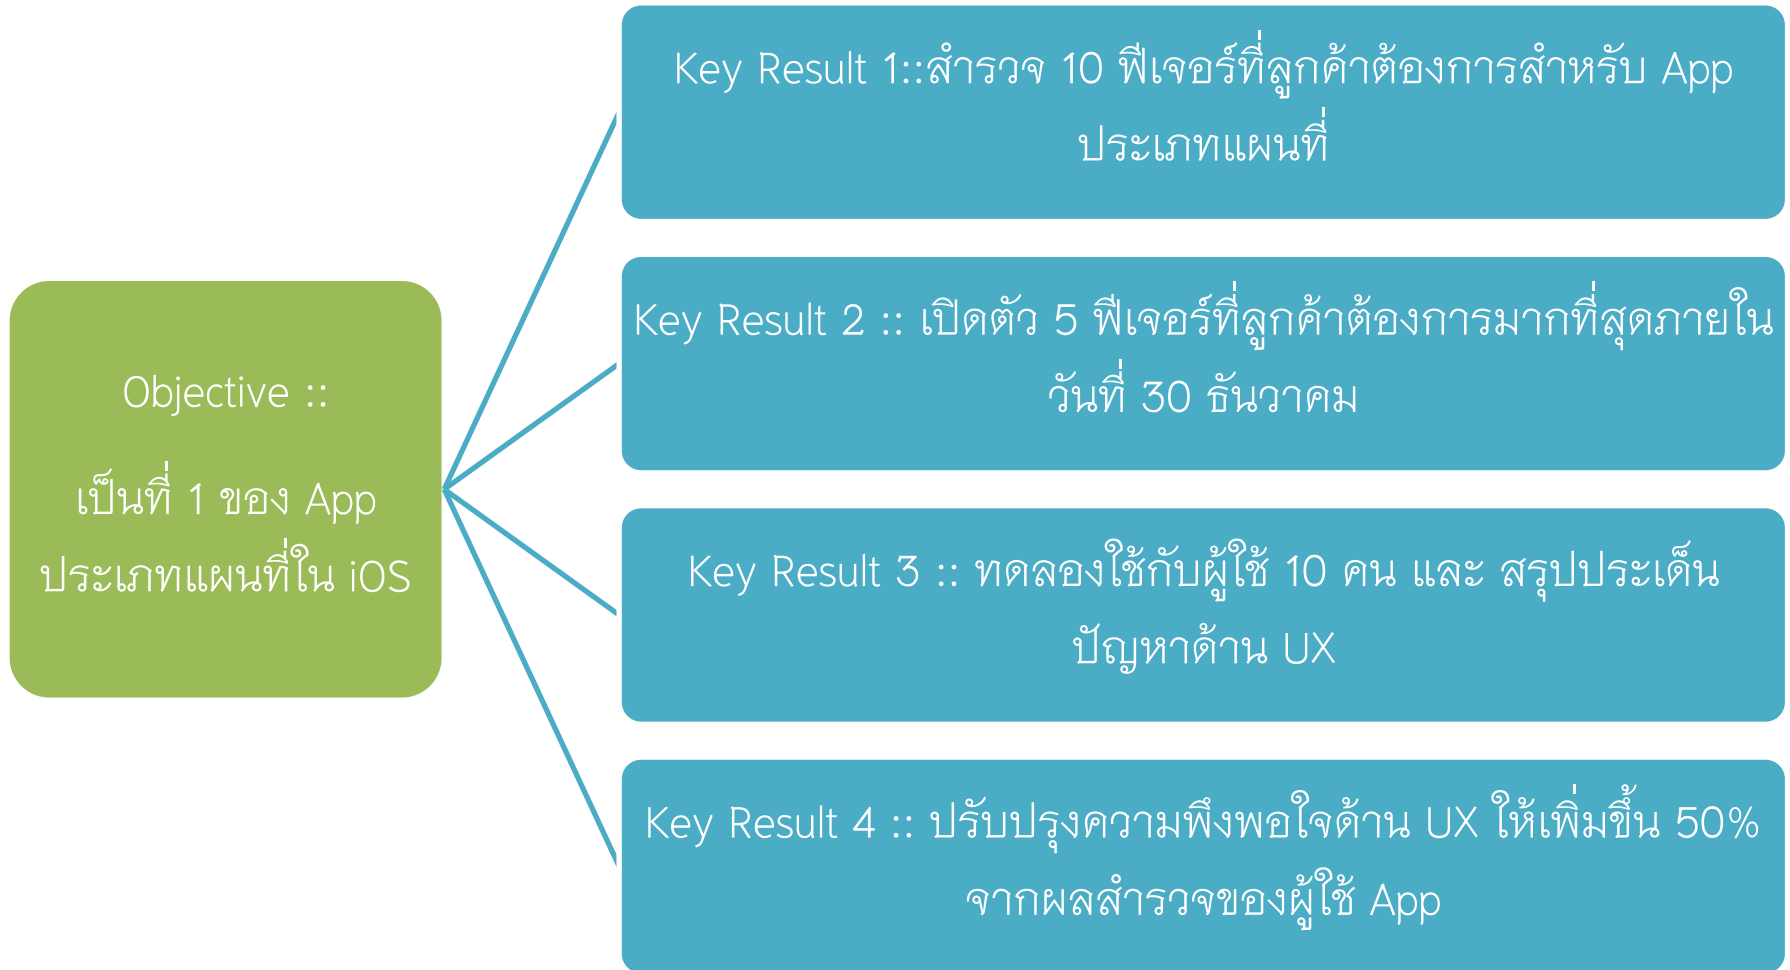 Objective ::
เป็นที่ 1 ของ App
ประเภทแผนที่ใน iOS
Key Result 1::สำรวจ 10 ฟีเจอร์ที่ลูกค้าต้องการสำหรับ App
ประเภทแผนที่
Key Result 2 :: เปิดตัว 5 ฟีเจอร์ที่ลูกค้าต้องการมากที่สุดภายใน
วันที่ 30 ธันวาคม
Key Result 3 :: ทดลองใช้กับผู้ใช้ 10 คน และ สรุปประเด็น
ปัญหาด้าน UX
Key Result 4 :: ปรับปรุงความพึงพอใจด้าน UX ให้เพิ่มขึ้น 50%
จากผลสำรวจของผู้ใช้ App